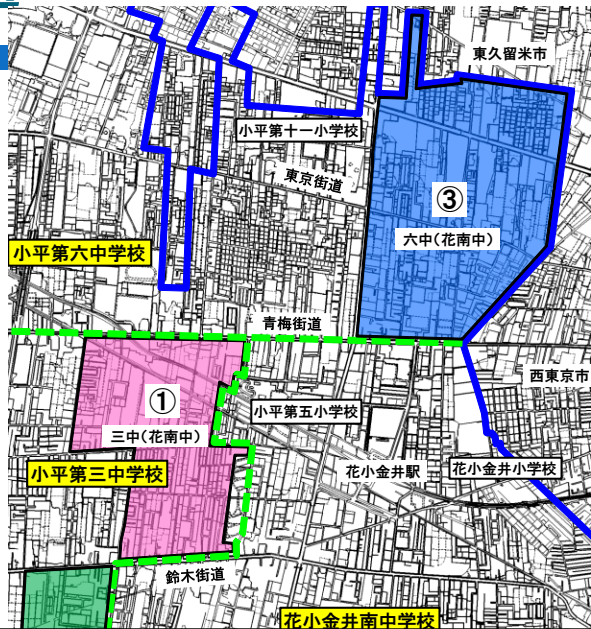 東久留米市
小平第十一小学校
東京街道
③
六中(花南中)
小平第六中学校
青梅街道
西東京市
①
小平第五小学校
三中(花南中)
花小金井駅
花小金井小学校
小平第三中学校
鈴木街道
花小金井南中学校